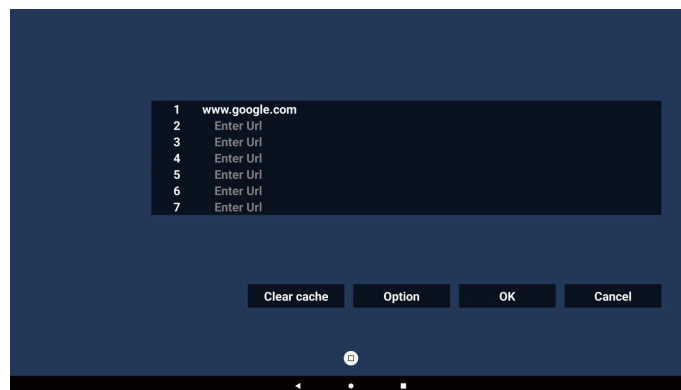 1 www.google.com
2 Enter Url
3 Enter Url
4 Enter Url
5 Enter Url
6 Enter Url
7 Enter Url
Clear cache Option OK Cancel